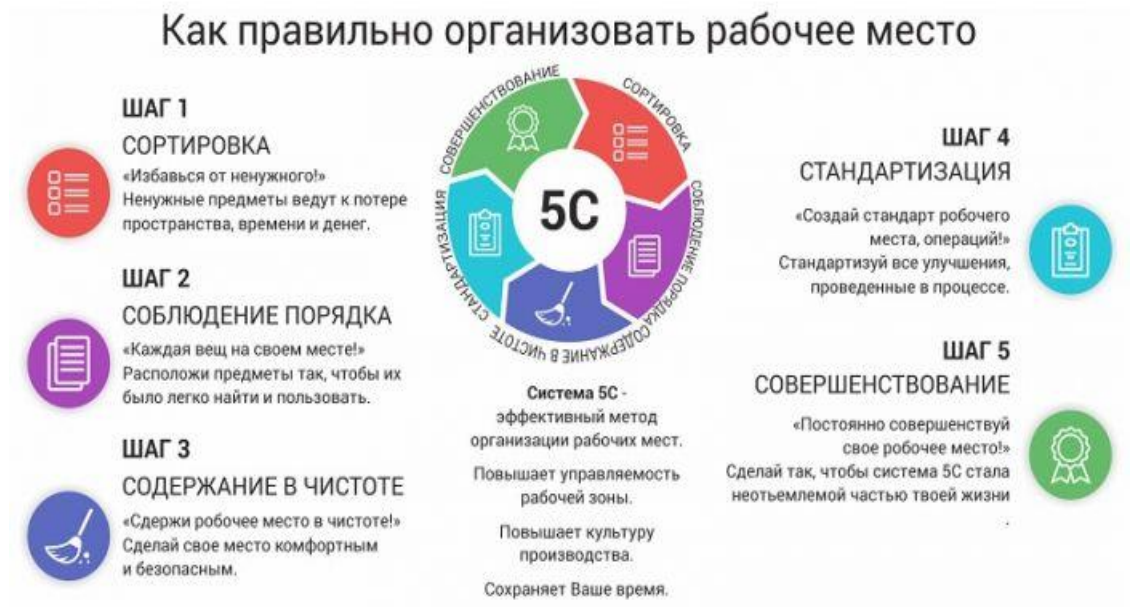 Как правильно организовать рабочее место
ШАГ 1
СОРТИРОВКА
«Избавься от ненужного!»
Ненужные предметы ведут к потере
пространства, времени и денег.
ШАГ 2
СОБЛЮДЕНИЕ ПОРЯДКА
«Каждая вещ на своем месте!»
Расположи предметы так, чтобы их
было легко найти и пользовать.
ШАГ 3
СОДЕРЖАНИЕ В ЧИСТОТЕ
«Сдержи робочее место в чистоте!»
Сделай свое место комфортным
и безопасным.
СОРТИРОВКА
СОБЛЮДЕНИЕ ПОРЯДКА
СОДЕРЖАНИЕ В ЧИСТОТЕ
СТАНДАРТИЗАЦИЯ
СОВЕРШЕНСТВОВАНИЕ
5С
Система 5С -
эффективный метод
организации рабочих мест.
Повышает управляемость
рабочей зоны.
Повышает культуру
производства.
Сохраняет Ваше время.
ШАГ 4
СТАНДАРТИЗАЦИЯ
«Создай стандарт робочего
места, операций!»
Стандартизуй все улучшения,
проведенные в процессе.
ШАГ 5
СОВЕРШЕНСТВОВАНИЕ
«Постоянно совершенствуй
свое робочее место!»
Сделай так, чтобы система 5С стала
неотьемлемой частью твоей жизни
.